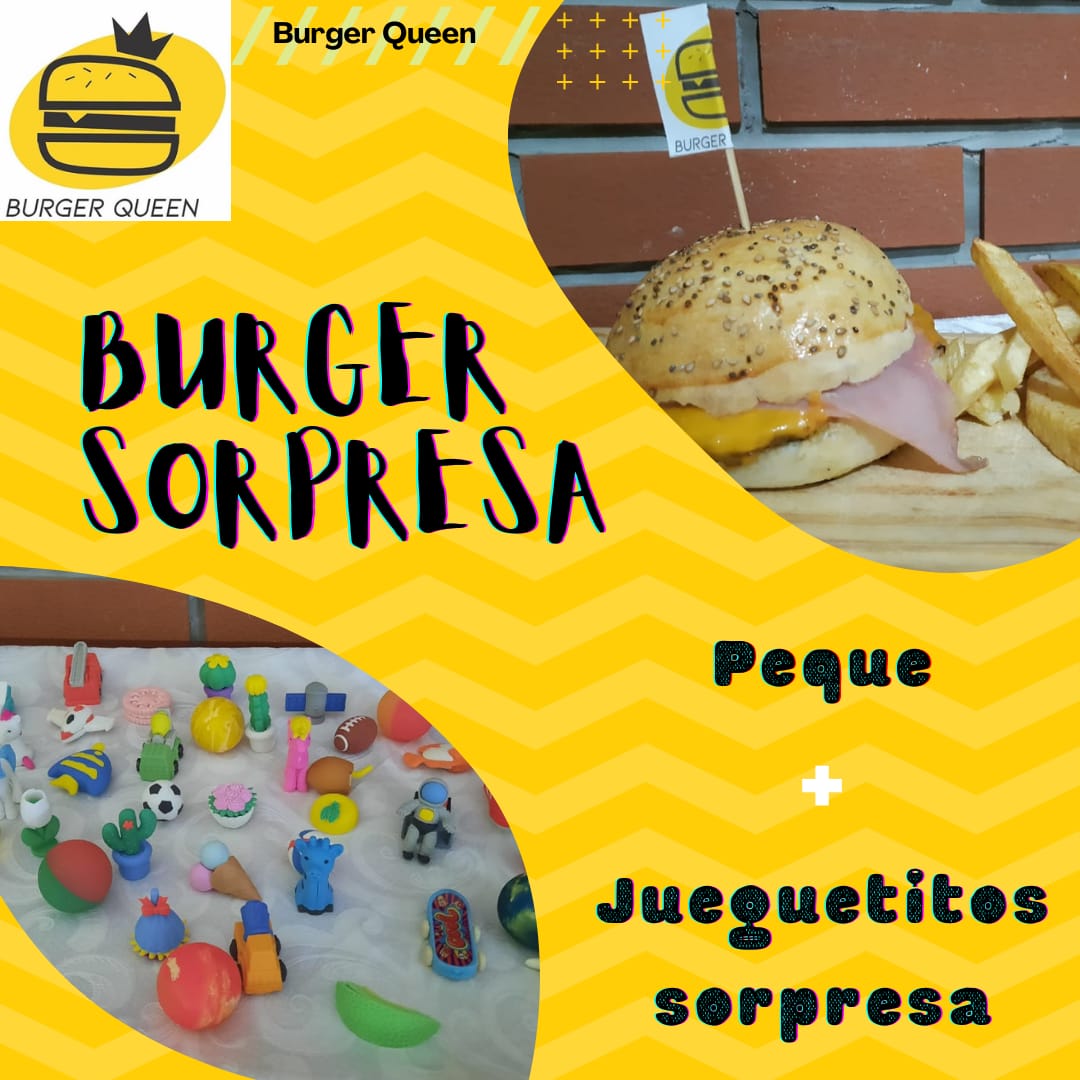 Burger Queen
BURGER QUEEN
BURGER
BURGER
SORPRESA
Peque
+
Jueguetitos
sorpresa